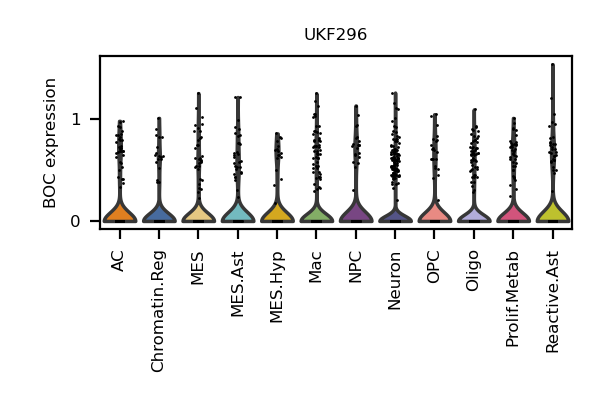 UKF296
BOC expression
1
0
AC
Chromatin.Reg
MES
MES.Ast
MES.Hyp
Mac
NPC
Neuron
OPC
Oligo
Prolif.Metab
Reactive.Ast